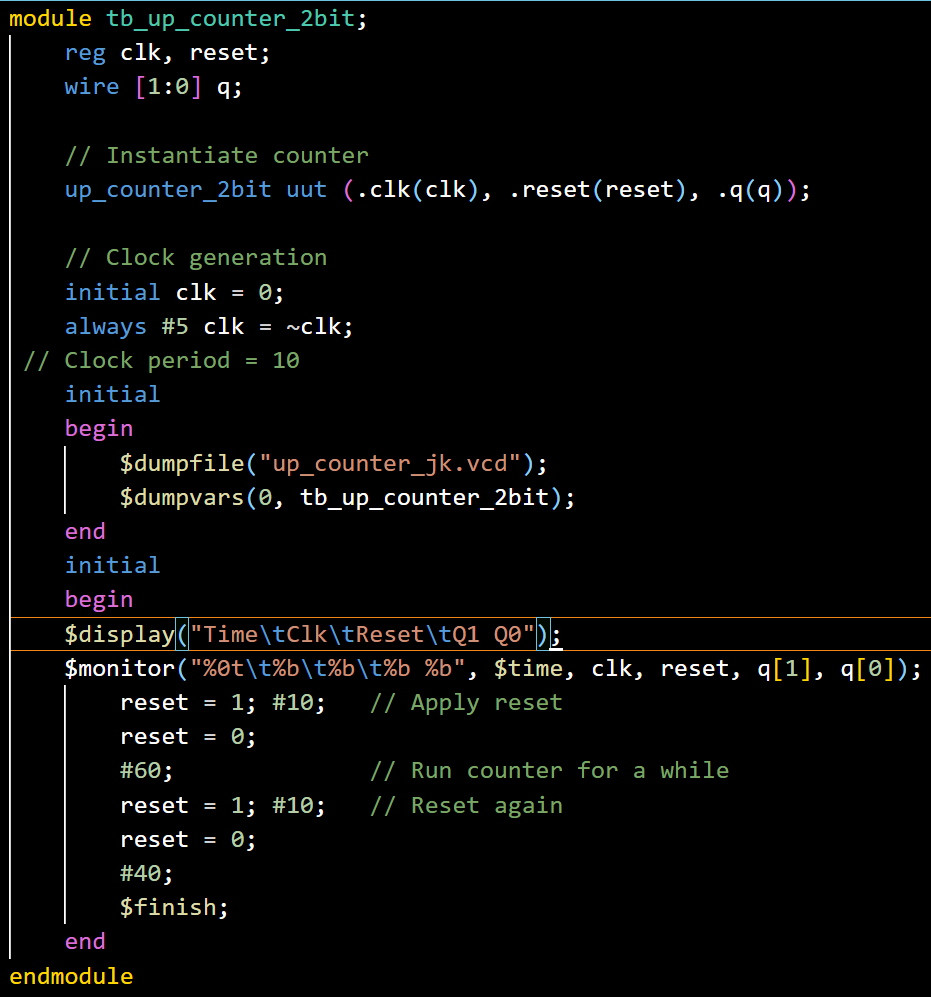 module tb_up_counter_2bit;
    reg clk, reset;
    wire [1:0] q;

    // Instantiate counter
    up_counter_2bit uut (.clk(clk), .reset(reset), .q(q));

    // Clock generation
    initial clk = 0;
    always #5 clk = ~clk;
 // Clock period = 10
    initial
    begin
        $dumpfile("up_counter_jk.vcd");
        $dumpvars(0, tb_up_counter_2bit);
    end
    initial
    begin
    $display("Time\tClk\tReset\tQ1 Q0");
    $monitor("%0t\t%b\t%b\t%b %b", $time, clk, reset, q[1], q[0]);
        reset = 1; #10;   // Apply reset
        reset = 0;
        #60;              // Run counter for a while
        reset = 1; #10;   // Reset again
        reset = 0;
        #40;
        $finish;
    end
endmodule